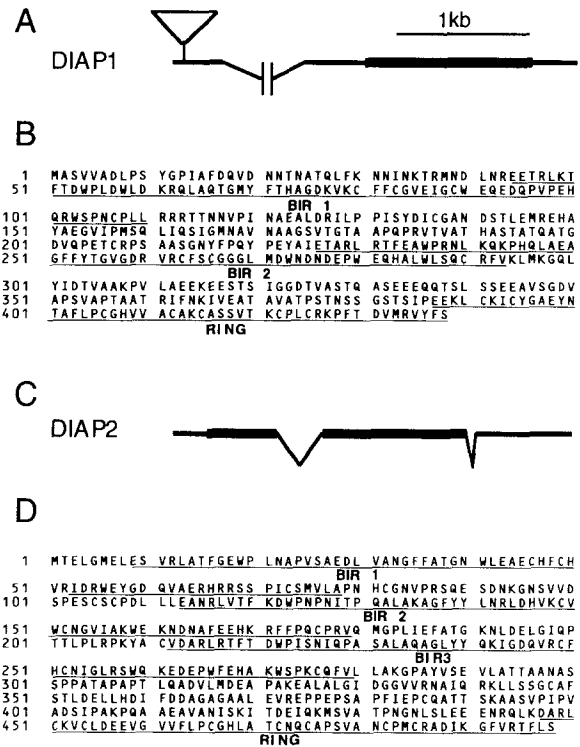 A
1kb
DIAP1
B
1 MASVVADLPS YGPIAFDQVD NNTNATQLFK NNINKTRMND LNREETRLKT
51 FTDWPLDWLD KRQLAQTGMY FTHAGDKVKC FFCGVEIGCW EQEDQPVPEH
BIR 1
101 QRWSPNCPLL RRRTTNNVPI NAEALDRILP PISYDICGAN DSTLEMREHA
151 YAEGVIPMSQ LIQSIGMNAV NAAGSVTGTA APQPRVTVAT HASTATQATG
201 DVQPETCRPS AASGNYFPQY PEYAIETARL RTFEAWPRNL KQKPHQLAEA
251 GFFYTGVGDR VRCFSCGGGL MDWNDNDEPW EQHALWLSQC RFVKLMKGQL
BIR 2
301 YIDTVAAKPV LAEEKEESTS IGGDTVASTQ ASEEEQQTSL SSEEAVSGDV
351 APSVAPTAAT RIFNKIVEAT AVATPSTNSS GSTSIPEEKL CKICYGAEYN
401 TAFLPCGHVV ACAKCASSVT KCPLCRKPFT DVMRVYFS
RING
C
DIAP2
D
1 MTELGMELES VRLATFGEWP LNAPVSAEDL VANGFFATGN WLEAECHFCH
BIR 1
51 VRIDRWEYGD QVAERHRRSS PICSMVLAPN HCGNVPRSQE SDNKGNSVVD
101 SPESCSCPDL LLEANRLVTF KDWPNPNITP QALAKAGFYY LNRLDHVKCV
BIR 2
151 WCNGVIAKWE KNDNAFEEHK RFFPQCPRVQ MGPLIEFATG KNLDELGIQP
201 TTLPLRPKYA CVDARLRTFT DWPISNIQPA SALAQAGLYY QKIGDQVRCF
BIR3
251 HCNIGLRSWQ KEDEPWFEHA KWSPKCQFVL LAKGPAYVSE VLATTAANAS
301 SPPATAPAPT LQADVLMDEA PAKEALALGI DGGVVRNAIQ RKLLSSGCAF
351 STLDELLHDI FDDAGAGAAL EVREPPEPSA PFIEPCQATT SKAASVPIPV
401 ADSIPAKPQA AEAVANISKI TDEIQKMSVA TPNGNLSLEE ENRQLKDARL
451 CKVCLDEEVG VVFLPCGHLA TCNQCAPSVA NCPMCRADIK GFVRTFLS
RING